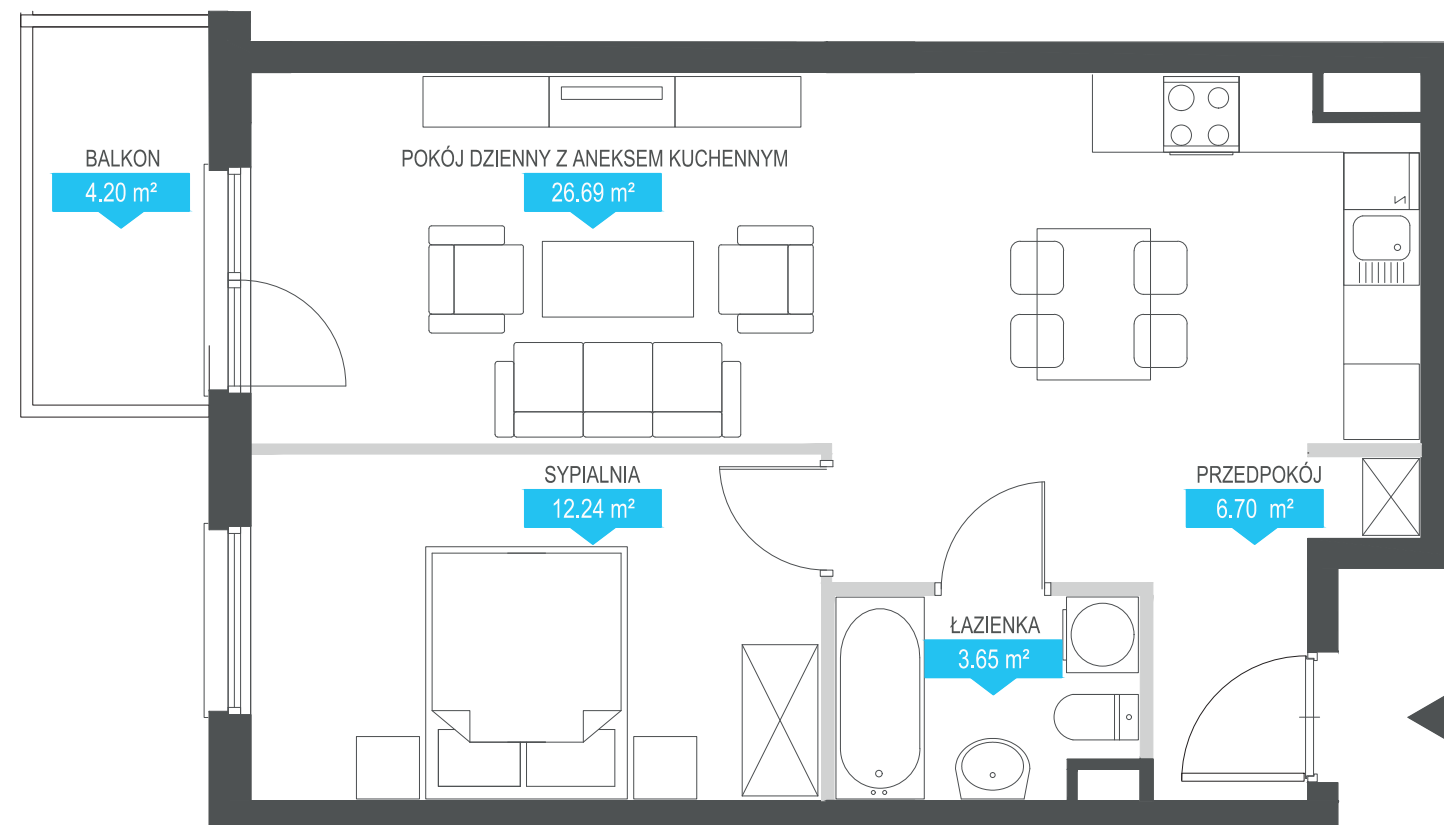 BALKON
4.20 m²
POKÓJ DZIENNY Z ANEKSEM KUCHENNYM
26.69 m²
SYPIALNIA
12.24 m²
PRZEDPOKÓJ
6.70 m²
ŁAZIENKA
3.65 m²